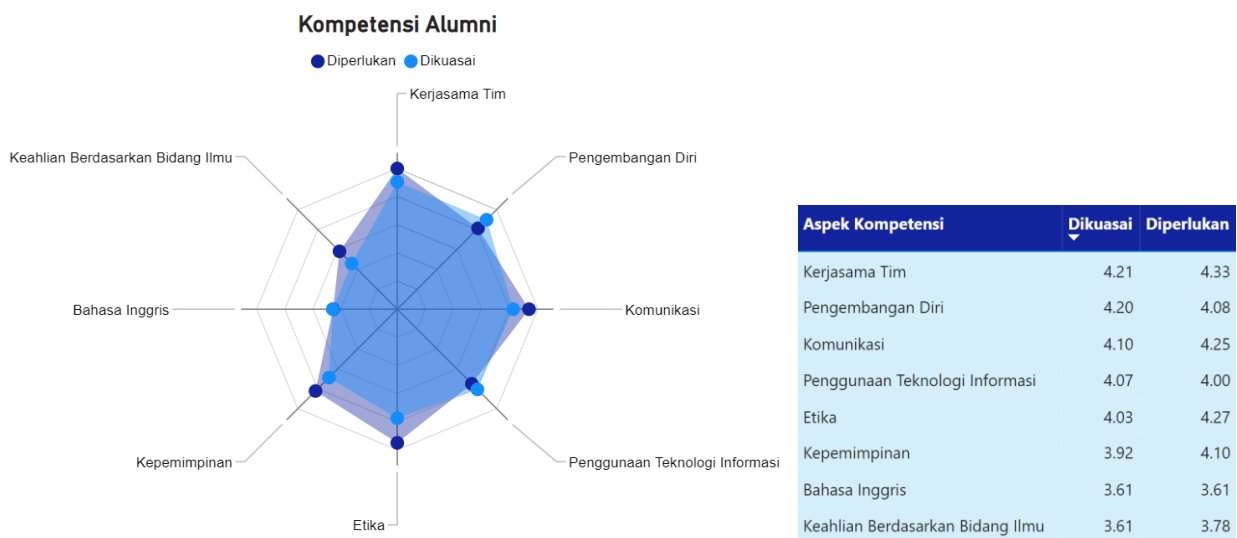 Kompetensi Alumni
Diperlukan Dikuasai
Kerjasama Tim
Keahlian Berdasarkan Bidang Ilmu
Pengembangan Diri
Bahasa Inggris
Komunikasi
Kepemimpinan
Penggunaan Teknologi Informasi
Etika
Aspek Kompetensi Dikuasai Diperlukan
Kerjasama Tim 4.21 4.33
Pengembangan Diri 4.20 4.08
Komunikasi 4.10 4.25
Penggunaan Teknologi Informasi 4.07 4.00
Etika 4.03 4.27
Kepemimpinan 3.92 4.10
Bahasa Inggris 3.61 3.61
Keahlian Berdasarkan Bidang Ilmu 3.61 3.78